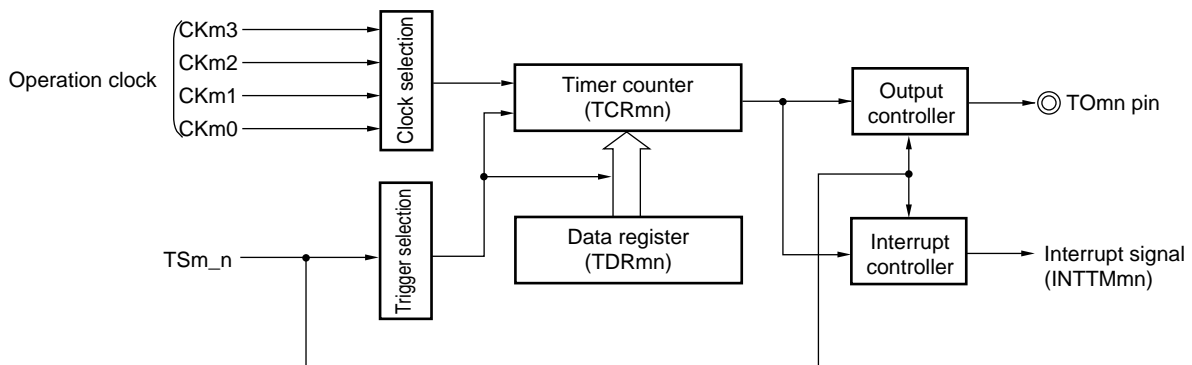 Operation clock
CKm3
CKm2
CKm1
CKm0
Clock selection
Timer counter
(TCRmn)
Output
controller
TOmn pin
TSm_n
Trigger selection
Data register
(TDRmn)
Interrupt
controller
Interrupt signal
(INTTMmn)